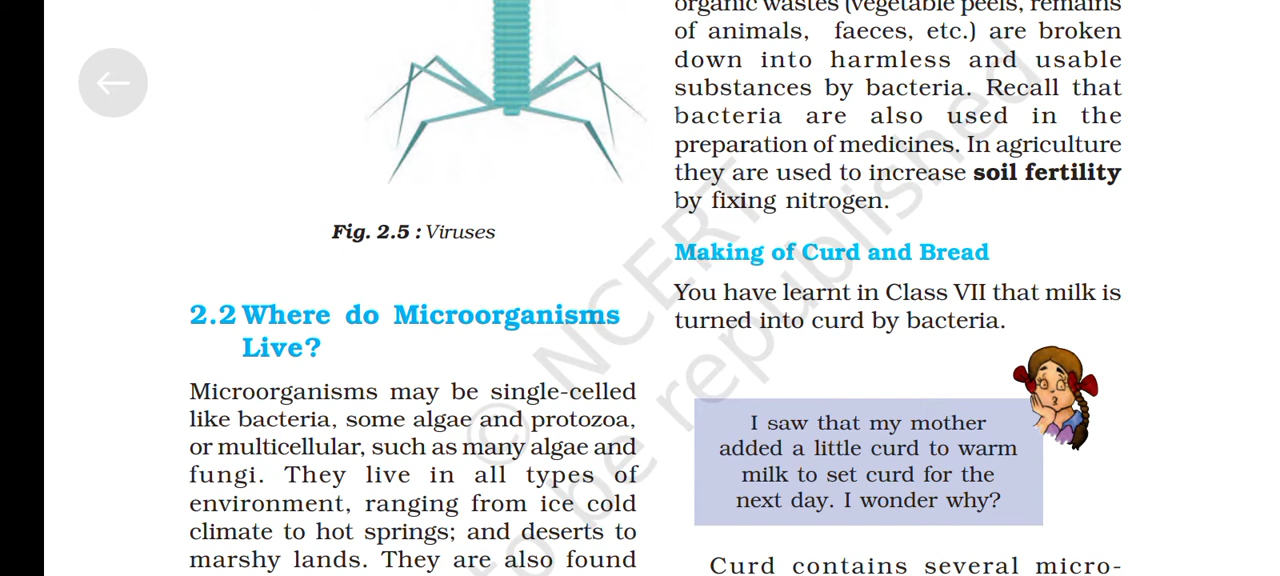 Fig. 2.5 : Viruses
2.2 Where do Microorganisms
Live?
Microorganisms may be single-celled
like bacteria, some algae and protozoa,
or multicellular, such as many algae and
fungi. They live in all types of
environment, ranging from ice cold
climate to hot springs; and deserts to
marshy lands. They are also found
organic wastes (vegetable peels, remains
of animals, faeces, etc.) are broken
down into harmless and usable
substances by bacteria. Recall that
bacteria are also used in the
preparation of medicines. In agriculture
they are used to increase soil fertility
by fixing nitrogen.
Making of Curd and Bread
You have learnt in Class VII that milk is
turned into curd by bacteria.
I saw that my mother
added a little curd to warm
milk to set curd for the
next day. I wonder why?
Curd contains several micro-
© NCERT
to be republished